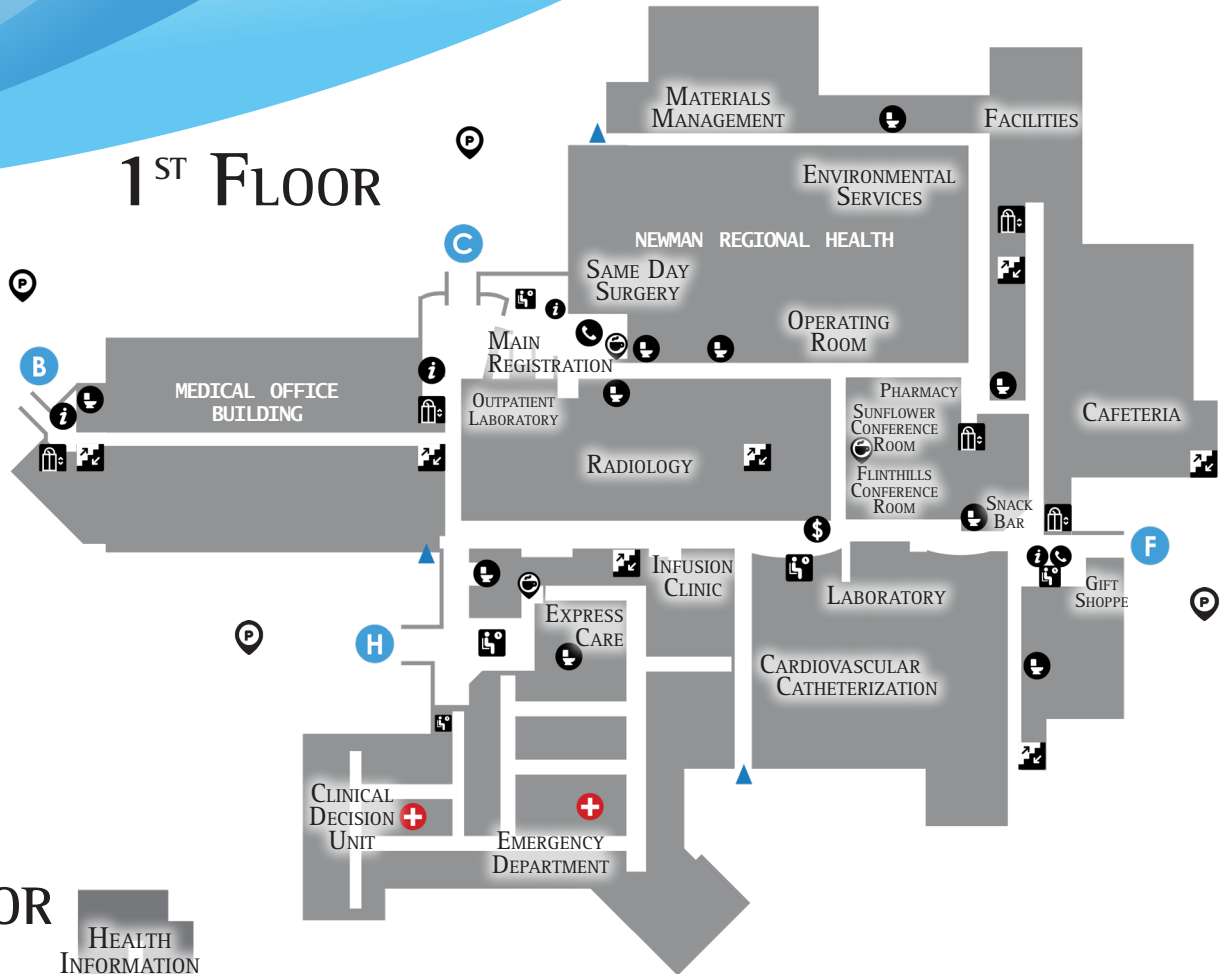 1ST FLOOR
MATERIALS
MANAGEMENT
FACILITIES
P
ENVIRONMENTAL
SERVICES
NEWMAN REGIONAL HEALTH
C
SAME DAY
SURGERY
P
i
OPERATING
ROOM
MAIN
REGISTRATION
B
i
MEDICAL OFFICE
BUILDING
i
OUTPATIENT
LABORATORY
PHARMACY
SUNFLOWER
CONFERENCE
ROOM
CAFETERIA
RADIOLOGY
FLINTHILLS
CONFERENCE
ROOM
SNACK
BAR
$
F
i
INFUSION
CLINIC
LABORATORY
GIFT
SHOPPE
P
EXPRESS
CARE
P
H
CARDIOVASCULAR
CATHETERIZATION
CLINICAL
DECISION
UNIT
EMERGENCY
DEPARTMENT
OR
HEALTH
INFORMATION